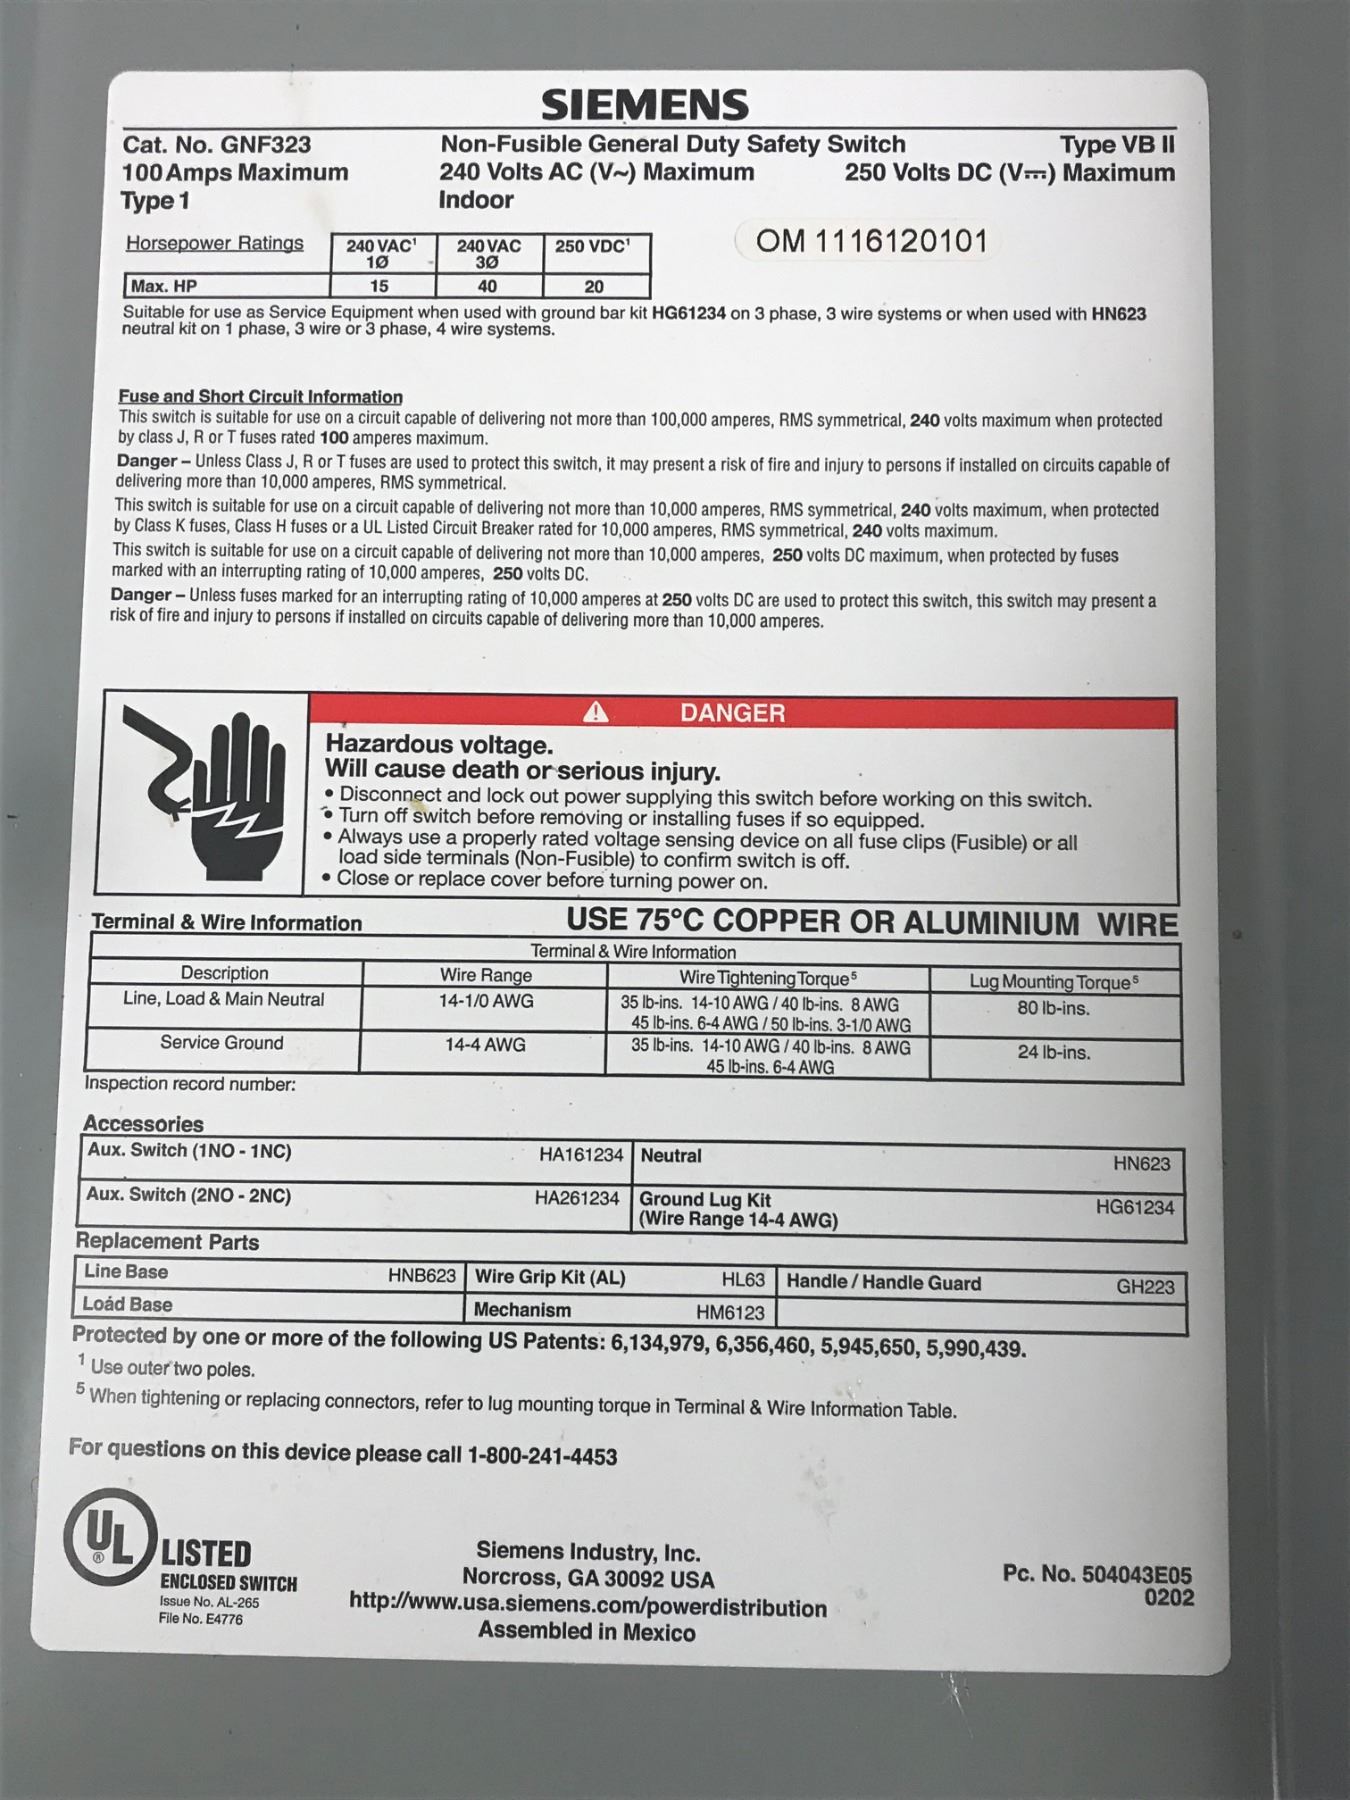 SIEMENS
Cat. No. GNF323 Non-Fusible General Duty Safety Switch Type VB II
100 Amps Maximum 240 Volts AC (V~) Maximum 250 Volts DC (V⎓) Maximum
Type 1 Indoor
OM 1116120101
Horsepower Ratings 240 VAC¹ 1Ø 240 VAC 3Ø 250 VDC¹
Max. HP 15 40 20
Suitable for use as Service Equipment when used with ground bar kit HG61234 on 3 phase, 3 wire systems or when used with HN623
neutral kit on 1 phase, 3 wire or 3 phase, 4 wire systems.
Fuse and Short Circuit Information
This switch is suitable for use on a circuit capable of delivering not more than 100,000 amperes, RMS symmetrical, 240 volts maximum when protected
by class J, R or T fuses rated 100 amperes maximum.
Danger – Unless Class J, R or T fuses are used to protect this switch, it may present a risk of fire and injury to persons if installed on circuits capable of
delivering more than 10,000 amperes, RMS symmetrical.
This switch is suitable for use on a circuit capable of delivering not more than 10,000 amperes, RMS symmetrical, 240 volts maximum, when protected
by Class K fuses, Class H fuses or a UL Listed Circuit Breaker rated for 10,000 amperes, RMS symmetrical, 240 volts maximum.
This switch is suitable for use on a circuit capable of delivering not more than 10,000 amperes, 250 volts DC maximum, when protected by fuses
marked with an interrupting rating of 10,000 amperes, 250 volts DC.
Danger – Unless fuses marked for an interrupting rating of 10,000 amperes at 250 volts DC are used to protect this switch, this switch may present a
risk of fire and injury to persons if installed on circuits capable of delivering more than 10,000 amperes.
DANGER
Hazardous voltage.
Will cause death or serious injury.
• Disconnect and lock out power supplying this switch before working on this switch.
• Turn off switch before removing or installing fuses if so equipped.
• Always use a properly rated voltage sensing device on all fuse clips (Fusible) or all
load side terminals (Non-Fusible) to confirm switch is off.
• Close or replace cover before turning power on.
Terminal & Wire Information USE 75°C COPPER OR ALUMINIUM WIRE
Terminal & Wire Information
Description Wire Range Wire Tightening Torque⁵ Lug Mounting Torque⁵
Line, Load & Main Neutral 14-1/0 AWG 35 lb-ins. 14-10 AWG / 40 lb-ins. 8 AWG 80 lb-ins.
45 lb-ins. 6-4 AWG / 50 lb-ins. 3-1/0 AWG
Service Ground 14-4 AWG 35 lb-ins. 14-10 AWG / 40 lb-ins. 8 AWG 24 lb-ins.
45 lb-ins. 6-4 AWG
Inspection record number:
Accessories
Aux. Switch (1NO - 1NC) HA161234 Neutral HN623
Aux. Switch (2NO - 2NC) HA261234 Ground Lug Kit HG61234
(Wire Range 14-4 AWG)
Replacement Parts
Line Base HNB623 Wire Grip Kit (AL) HL63 Handle / Handle Guard GH223
Load Base Mechanism HM6123
Protected by one or more of the following US Patents: 6,134,979, 6,356,460, 5,945,650, 5,990,439.
¹ Use outer two poles.
⁵ When tightening or replacing connectors, refer to lug mounting torque in Terminal & Wire Information Table.
For questions on this device please call 1-800-241-4453
UL ® LISTED
ENCLOSED SWITCH
Issue No. AL-265
File No. E4776
Siemens Industry, Inc.
Norcross, GA 30092 USA
http://www.usa.siemens.com/powerdistribution
Assembled in Mexico
Pc. No. 504043E05
0202